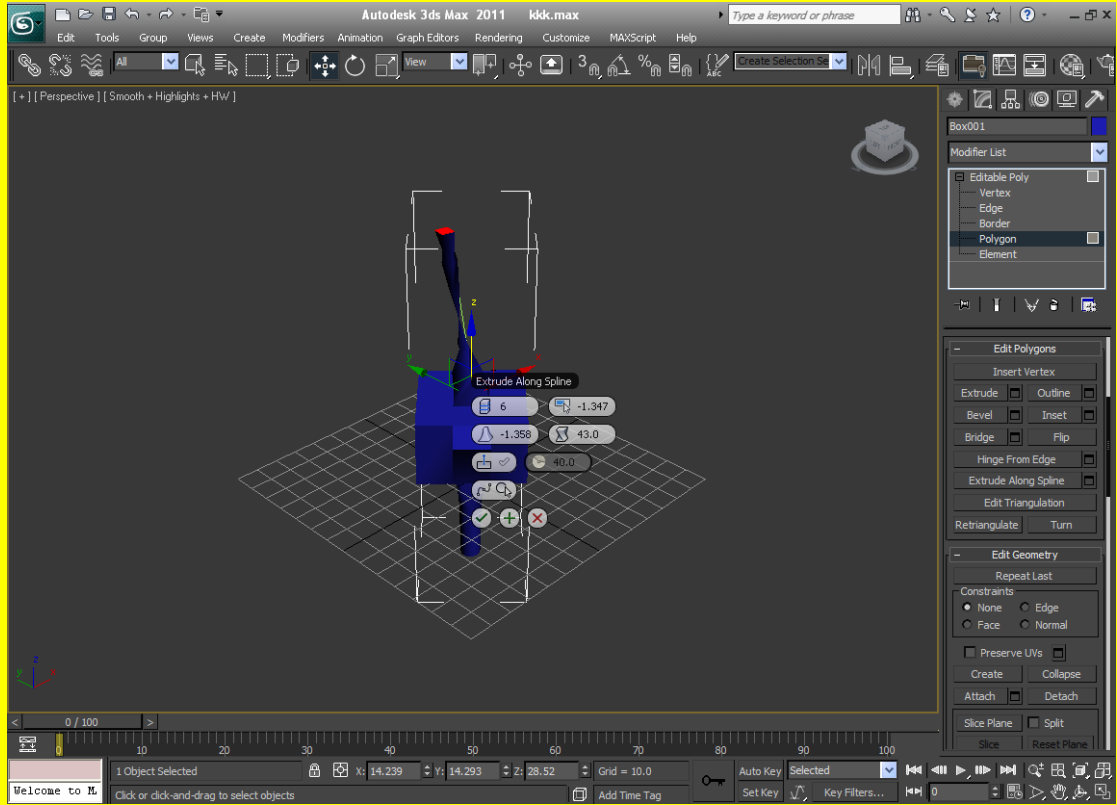 Autodesk 3ds Max 2011 kkk.max
Type a keyword or phrase
Edit Tools Group Views Create Modifiers Animation Graph Editors Rendering Customize MAXScript Help
All
View
3
ABC
Create Selection Se
[ + ] [ Perspective ] [ Smooth + Highlights + HW ]
Box001
Modifier List
Editable Poly
Vertex
Edge
Border
Polygon
Element
z
y
x
Extrude Along Spline
6 -1.347
-1.358 43.0
40.0
Edit Polygons
Insert Vertex
Extrude Outline
Bevel Inset
Bridge Flip
Hinge From Edge
Extrude Along Spline
Edit Triangulation
Retriangulate Turn
Edit Geometry
Repeat Last
Constraints
None Edge
Face Normal
Preserve UVs
Create Collapse
Attach Detach
Slice Plane Split
Slice Reset Plane
z
y x
< 0 / 100 >
0 10 20 30 40 50 60 70 80 90 100
1 Object Selected X: 14.239 Y: 14.293 Z: 28.52 Grid = 10.0 Auto Key Selected
Welcome to M. Click or click-and-drag to select objects Add Time Tag Set Key Key Filters... 0